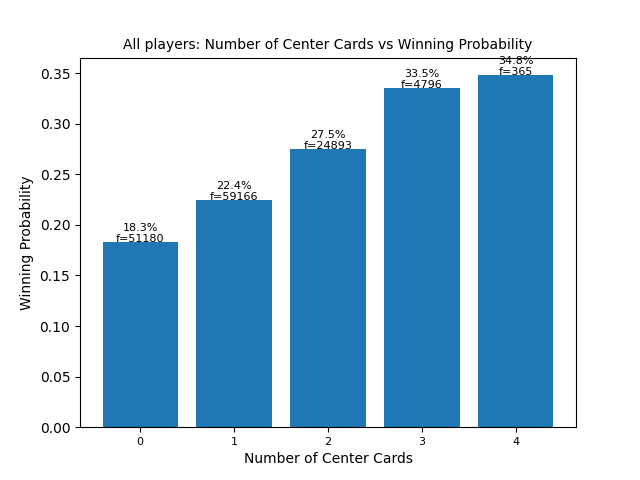 All players: Number of Center Cards vs Winning Probability
Winning Probability
0.35
0.30
0.25
0.20
0.15
0.10
0.05
0.00
18.3%
f=51180
22.4%
f=59166
27.5%
f=24893
33.5%
f=4796
34.8%
f=365
0
1
2
3
4
Number of Center Cards